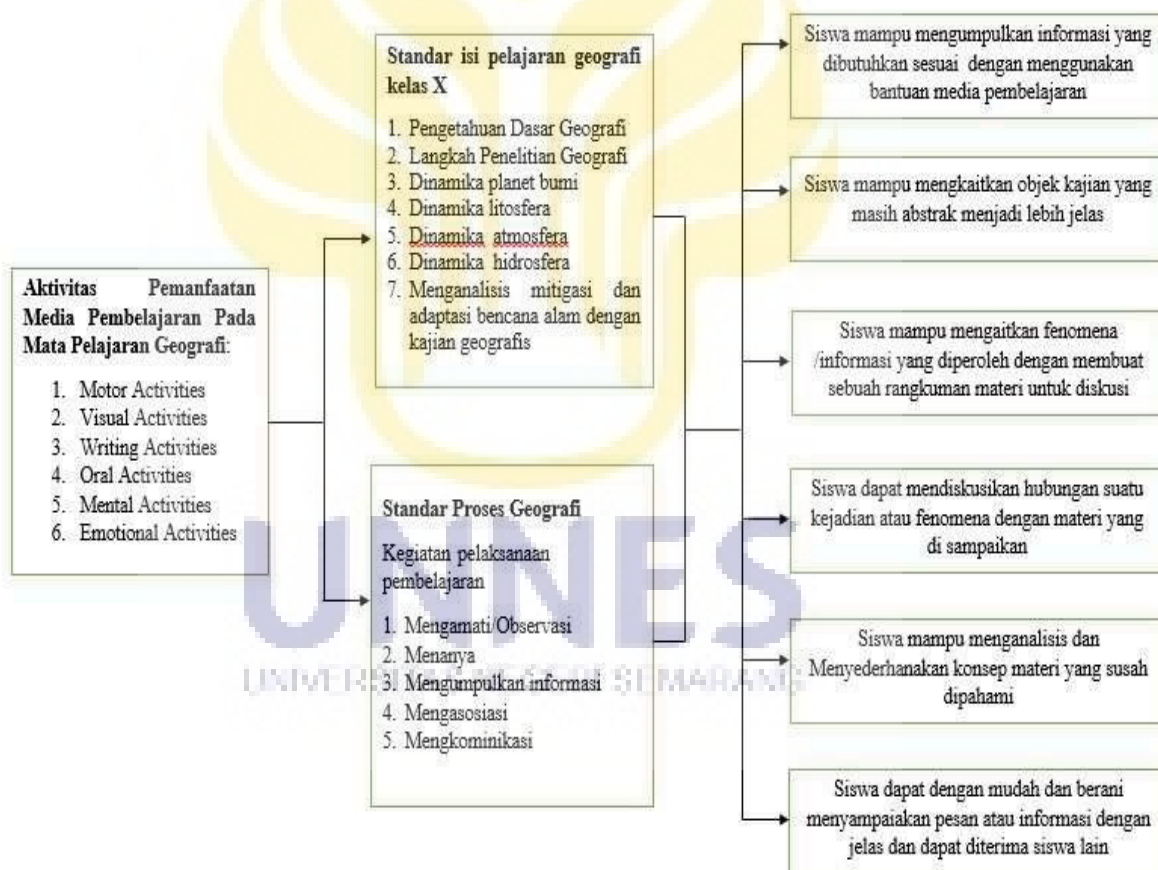 Aktivitas Pemanfaatan
Media Pembelajaran Pada
Mata Pelajaran Geografi:
1. Motor Activities
2. Visual Activities
3. Writing Activities
4. Oral Activities
5. Mental Activities
6. Emotional Activities
Standar isi pelajaran geografi
kelas X
1. Pengetahuan Dasar Geografi
2. Langkah Penelitian Geografi
3. Dinamika planet bumi
4. Dinamika litosfera
5. Dinamika atmosfera
6. Dinamika hidrosfera
7. Menganalisis mitigasi dan
adaptasi bencana alam dengan
kajian geografis
Standar Proses Geografi
Kegiatan pelaksanaan
pembelajaran
1. Mengamati/Observasi
2. Menanya
3. Mengumpulkan informasi
4. Mengasosiasi
5. Mengkominikasi
Siswa mampu mengumpulkan informasi yang
dibutuhkan sesuai dengan menggunakan
bantuan media pembelajaran
Siswa mampu mengkaitkan objek kajian yang
masih abstrak menjadi lebih jelas
Siswa mampu mengaitkan fenomena
/informasi yang diperoleh dengan membuat
sebuah rangkuman materi untuk diskusi
Siswa dapat mendiskusikan hubungan suatu
kejadian atau fenomena dengan materi yang
di sampaikan
Siswa mampu menganalisis dan
Menyederhanakan konsep materi yang susah
dipahami
Siswa dapat dengan mudah dan berani
menyampaiakan pesan atau informasi dengan
jelas dan dapat diterima siswa lain
UNNES
SEMARANG